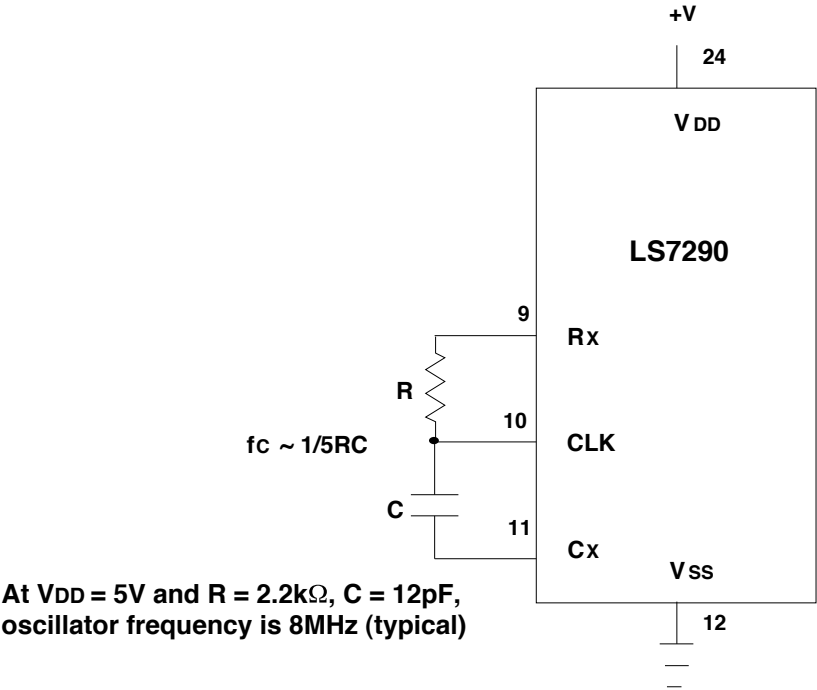 +V
24
VDD
LS7290
9
RX
R
10
fC ~ 1/5RC
CLK
C
11
CX
VSS
At VDD = 5V and R = 2.2kΩ, C = 12pF,
oscillator frequency is 8MHz (typical)
12